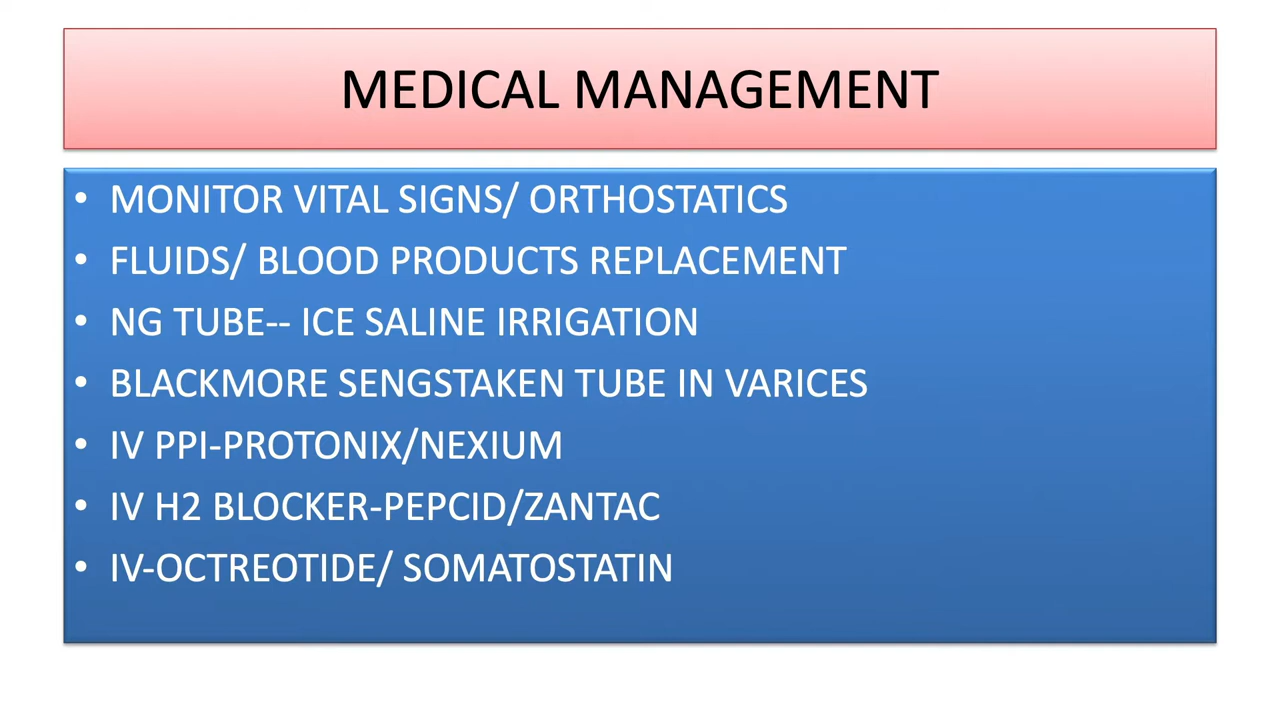 MEDICAL MANAGEMENT
• MONITOR VITAL SIGNS/ ORTHOSTATICS
• FLUIDS/ BLOOD PRODUCTS REPLACEMENT
• NG TUBE-- ICE SALINE IRRIGATION
• BLACKMORE SENGSTAKEN TUBE IN VARICES
• IV PPI-PROTONIX/NEXIUM
• IV H2 BLOCKER-PEPCID/ZANTAC
• IV-OCTREOTIDE/ SOMATOSTATIN